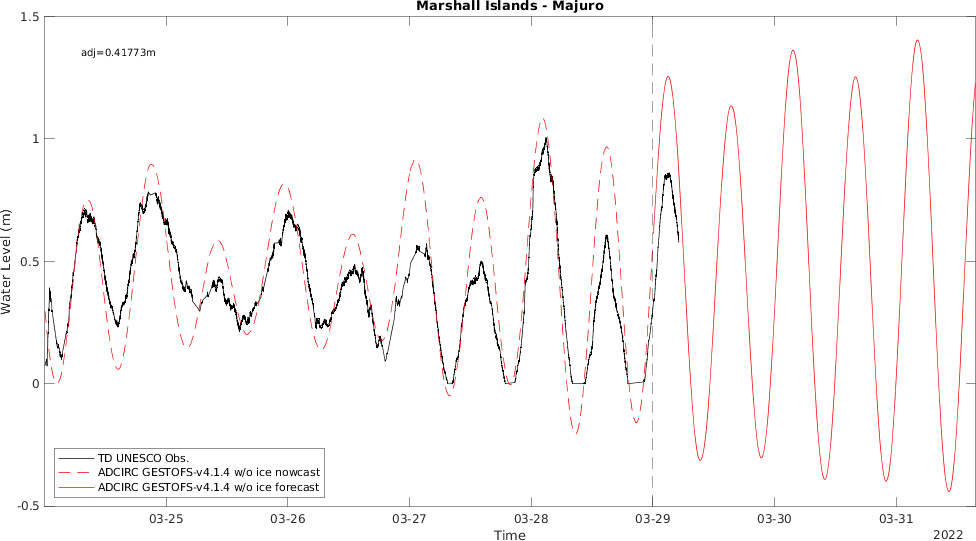 Marshall Islands - Majuro
adj=0.41773m
Water Level (m)
1.5
1
0.5
0
-0.5
TD UNESCO Obs.
ADCIRC GESTOFS-v4.1.4 w/o ice nowcast
ADCIRC GESTOFS-v4.1.4 w/o ice forecast
03-25 03-26 03-27 03-28 03-29 03-30 03-31
Time
2022